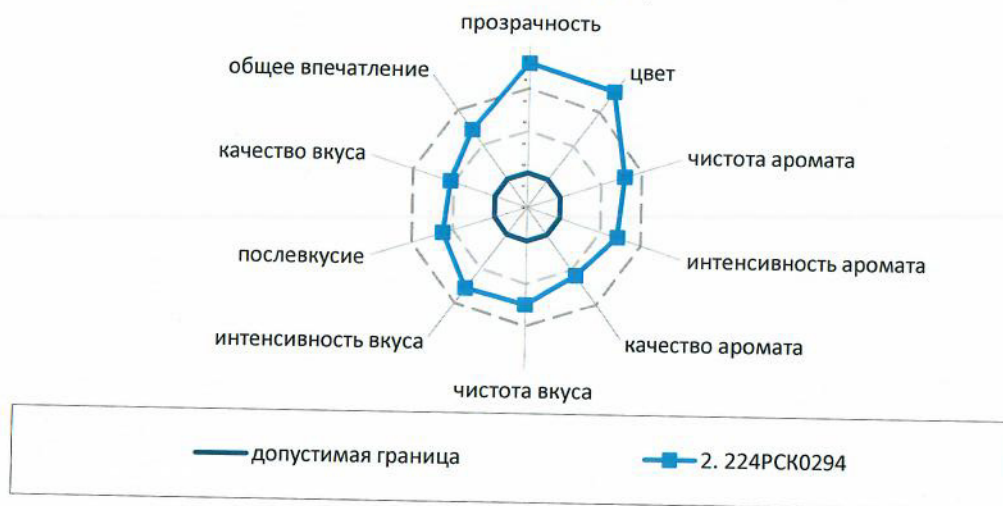 прозрачность
общее впечатление
цвет
качество вкуса
чистота аромата
послевкусие
интенсивность аромата
интенсивность вкуса
качество аромата
чистота вкуса
допустимая граница
2. 224РСК0294